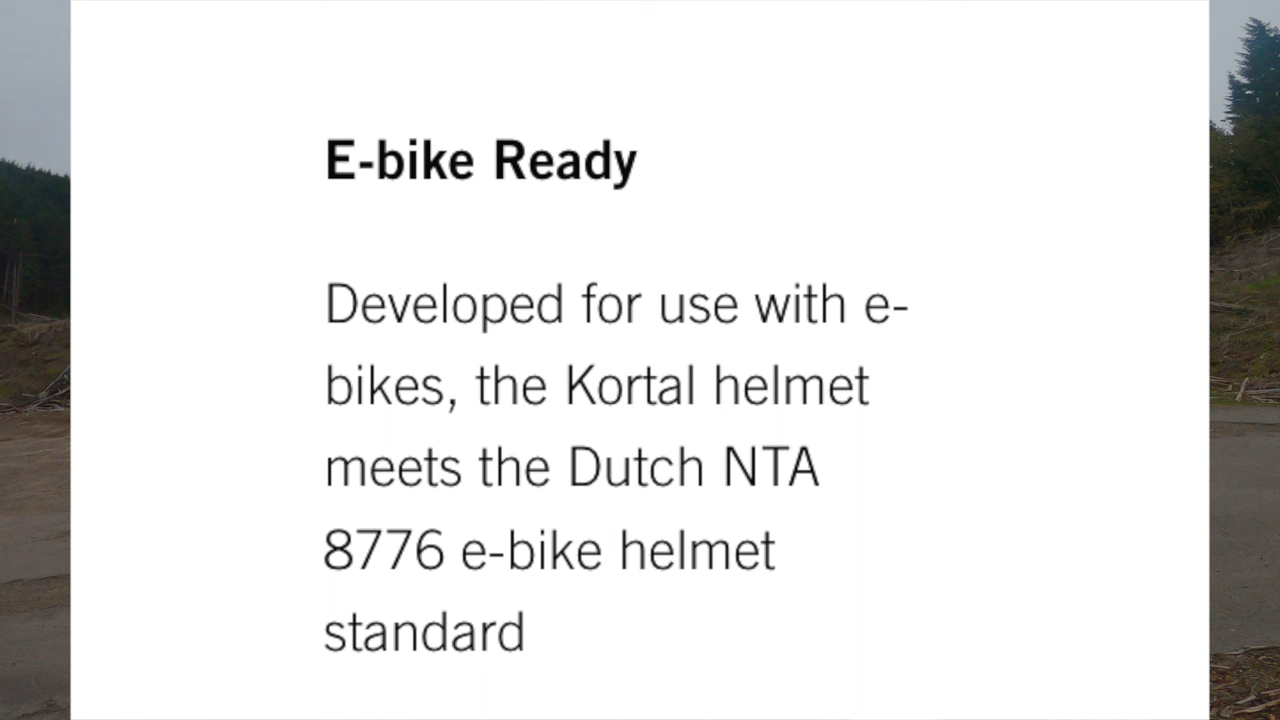 E-bike Ready
Developed for use with e-
bikes, the Kortal helmet
meets the Dutch NTA
8776 e-bike helmet
standard